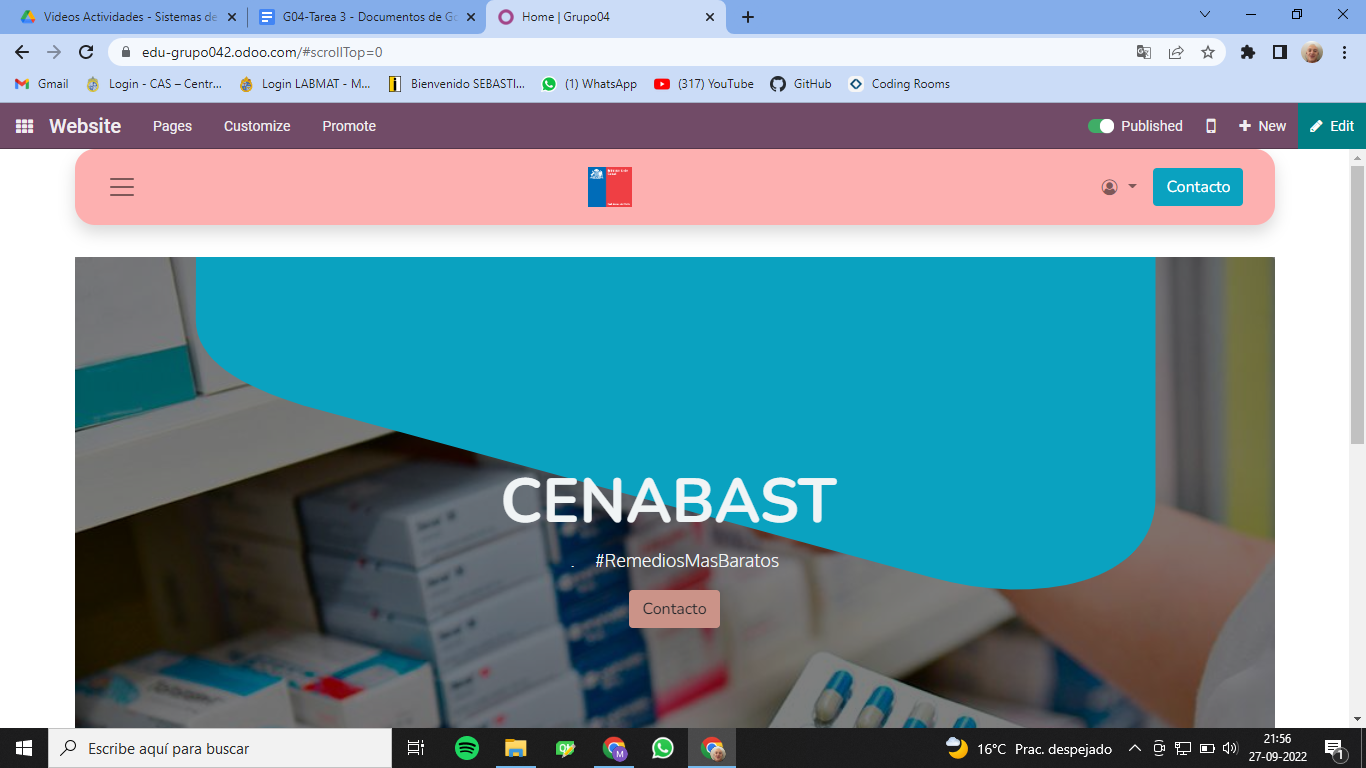 Videos Actividades - Sistemas de
G04-Tarea 3 - Documentos de Go
Home | Grupo04
edu-grupo042.odoo.com/#scrollTop=0
Gmail
Login - CAS – Centr...
Login LABMAT - M...
Bienvenido SEBASTI...
(1) WhatsApp
(317) YouTube
GitHub
Coding Rooms
Website
Pages
Customize
Promote
Published
New
Edit
Contacto
CENABAST
. #RemediosMasBaratos
Contacto
Escribe aquí para buscar
16°C Prac. despejado
21:56
27-09-2022
1